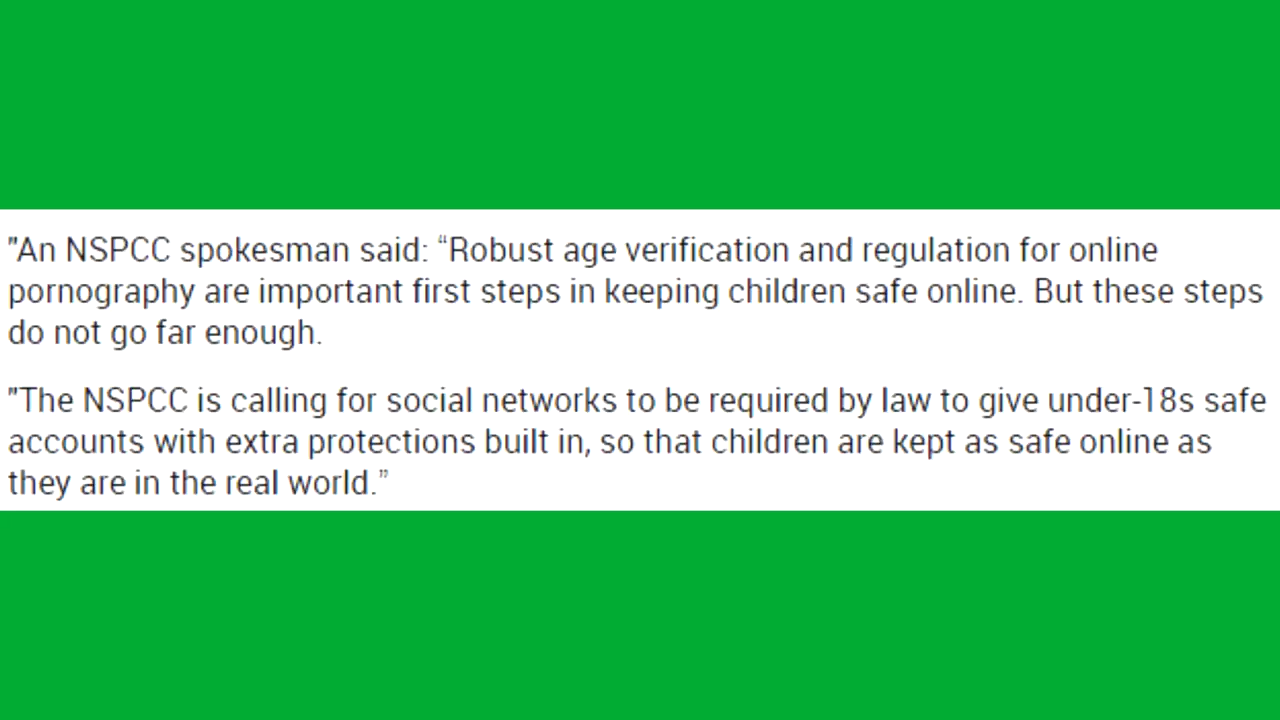 "An NSPCC spokesman said: “Robust age verification and regulation for online
pornography are important first steps in keeping children safe online. But these steps
do not go far enough.
"The NSPCC is calling for social networks to be required by law to give under-18s safe
accounts with extra protections built in, so that children are kept as safe online as
they are in the real world.”